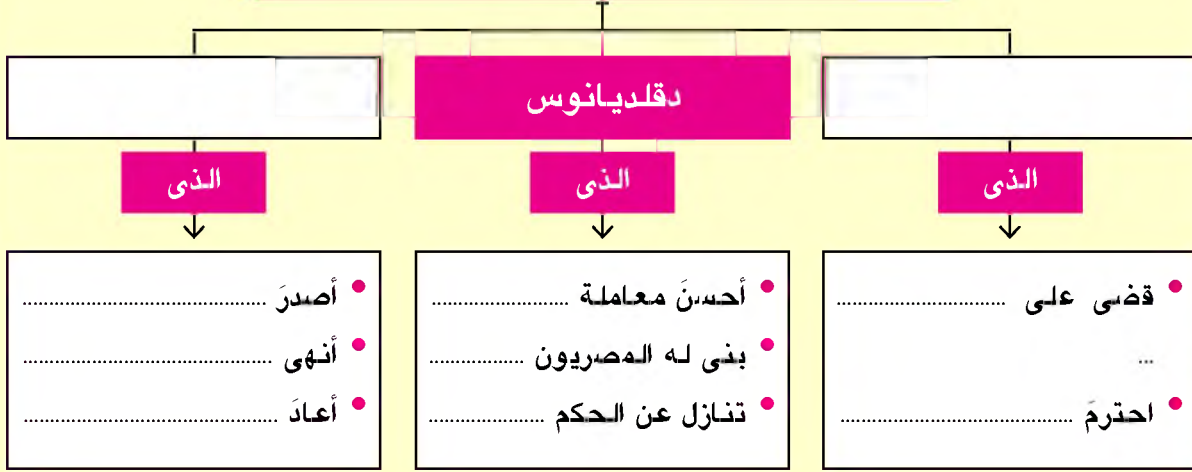 دقلديانوس
الذى
الذى
الذى
• قضى على ........................
...
• احترمَ ........................
• أحسنَ معاملة ........................
• بنى له المصريون ........................
• تنازل عن الحكم ........................
• أصدرَ ........................
• أنهى ........................
• أعادَ ........................